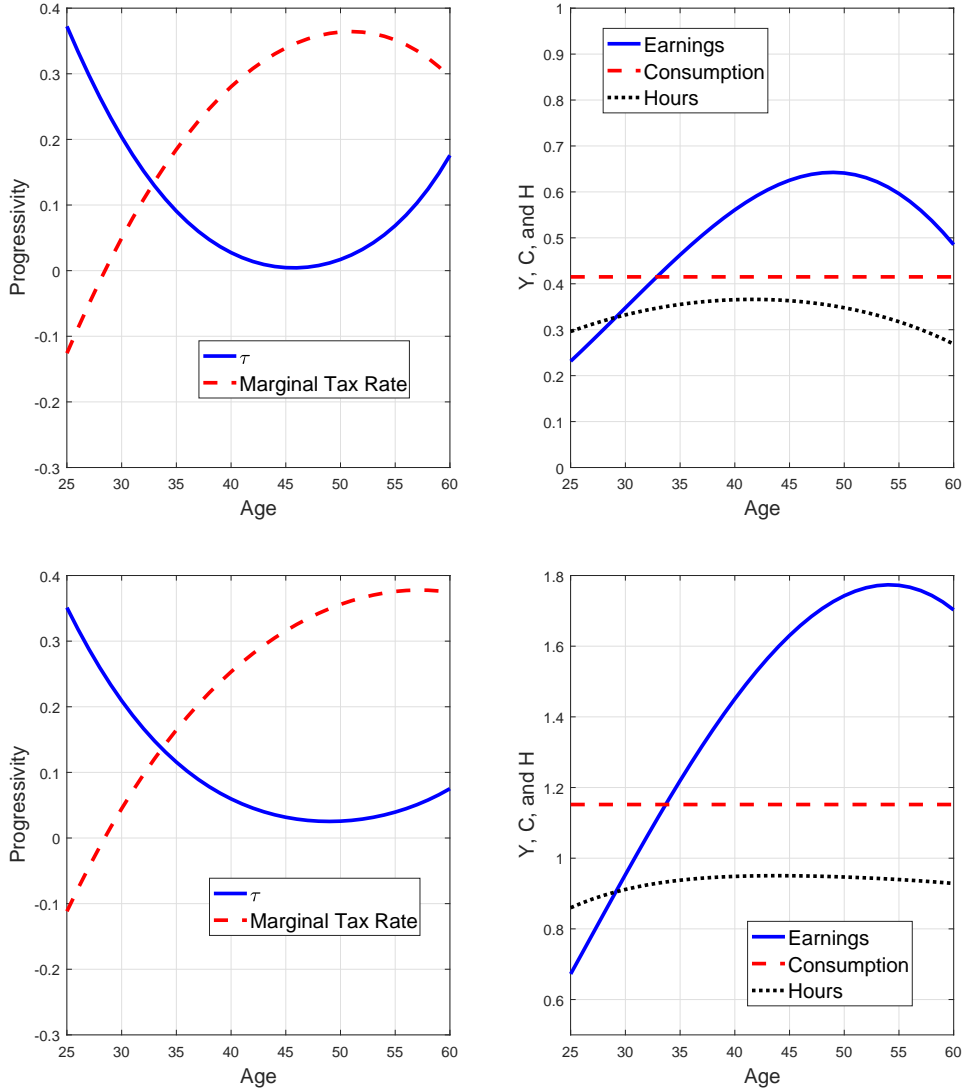 0.4
0.3
0.2
0.1
0
-0.1
-0.2
-0.3
Progressivity
τ
Marginal Tax Rate
25 30 35 40 45 50 55 60
Age
1
0.9
0.8
0.7
0.6
0.5
0.4
0.3
0.2
0.1
0
Y, C, and H
Earnings
Consumption
Hours
25 30 35 40 45 50 55 60
Age
0.4
0.3
0.2
0.1
0
-0.1
-0.2
-0.3
Progressivity
τ
Marginal Tax Rate
25 30 35 40 45 50 55 60
Age
1.8
1.6
1.4
1.2
1
0.8
0.6
Y, C, and H
Earnings
Consumption
Hours
25 30 35 40 45 50 55 60
Age